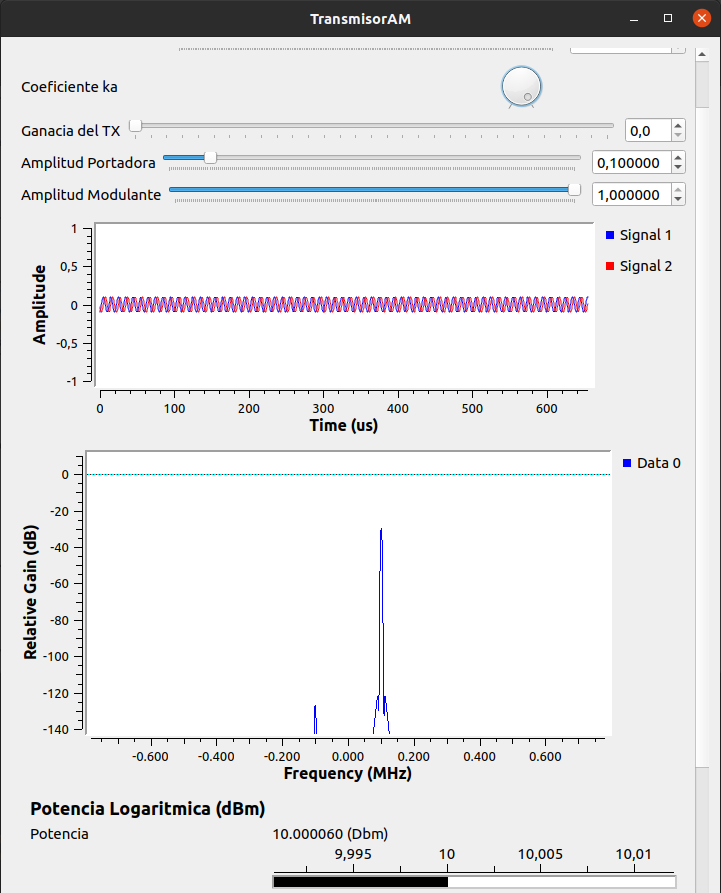 TransmisorAM
Coeficiente ka
Ganacia del TX 0,0
Amplitud Portadora 0,100000
Amplitud Modulante 1,000000
1
0,5
0
-0,5
-1
Amplitude
Signal 1
Signal 2
0 100 200 300 400 500 600
Time (us)
0
-20
-40
-60
-80
-100
-120
-140
Relative Gain (dB)
Data 0
-0.600 -0.400 -0.200 0.000 0.200 0.400 0.600
Frequency (MHz)
Potencia Logaritmica (dBm)
Potencia 10.000060 (Dbm)
9,995 10 10,005 10,01